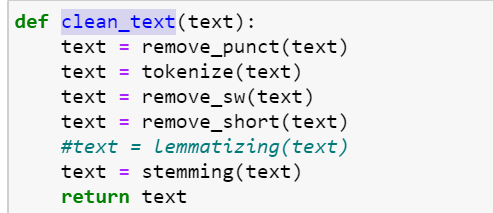 def clean_text(text):
    text = remove_punct(text)
    text = tokenize(text)
    text = remove_sw(text)
    text = remove_short(text)
    #text = lemmatizing(text)
    text = stemming(text)
    return text